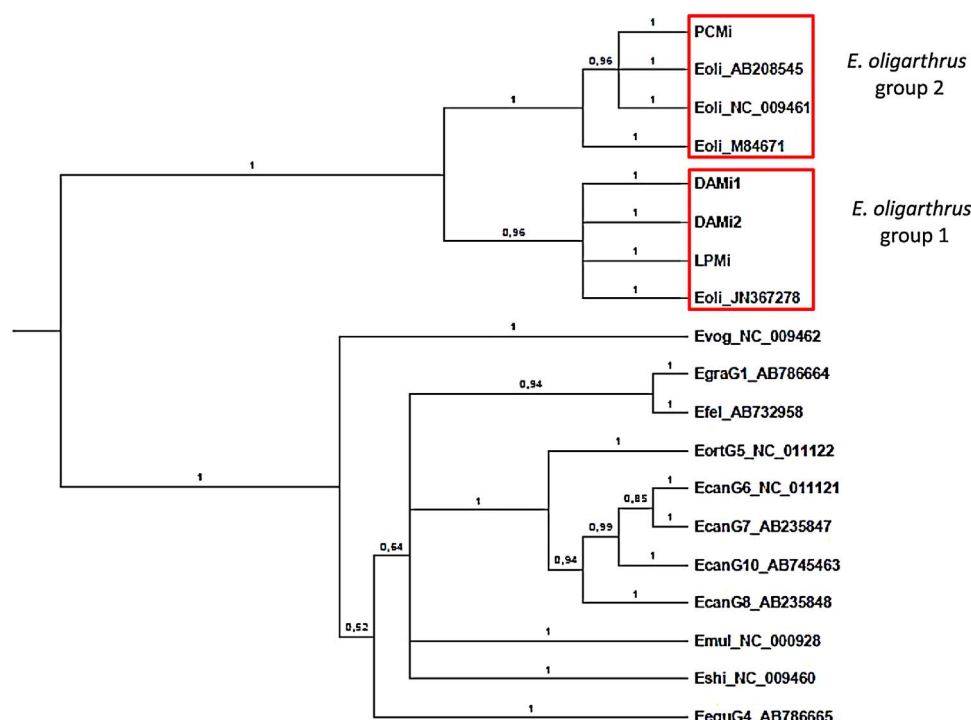 1
PCMi
0,96
1
Eoli_AB208545
E. oligarthrus
group 2
1
1
Eoli_NC_009461
1
Eoli_M84671
1
1
DAMi1
1
DAMi2
E. oligarthrus
group 1
0,96
1
LPMi
1
Eoli_JN367278
1
Evog_NC_009462
1
EgraG1_AB786664
0,94
1
Efel_AB732958
1
EortG5_NC_011122
1
1
EcanG6_NC_011121
0,85
1
1
EcanG7_AB235847
0,99
0,64
1
EcanG10_AB745463
0,94
1
EcanG8_AB235848
0,52
1
Emul_NC_000928
1
Eshi_NC_009460
1
EequG4_AB786665